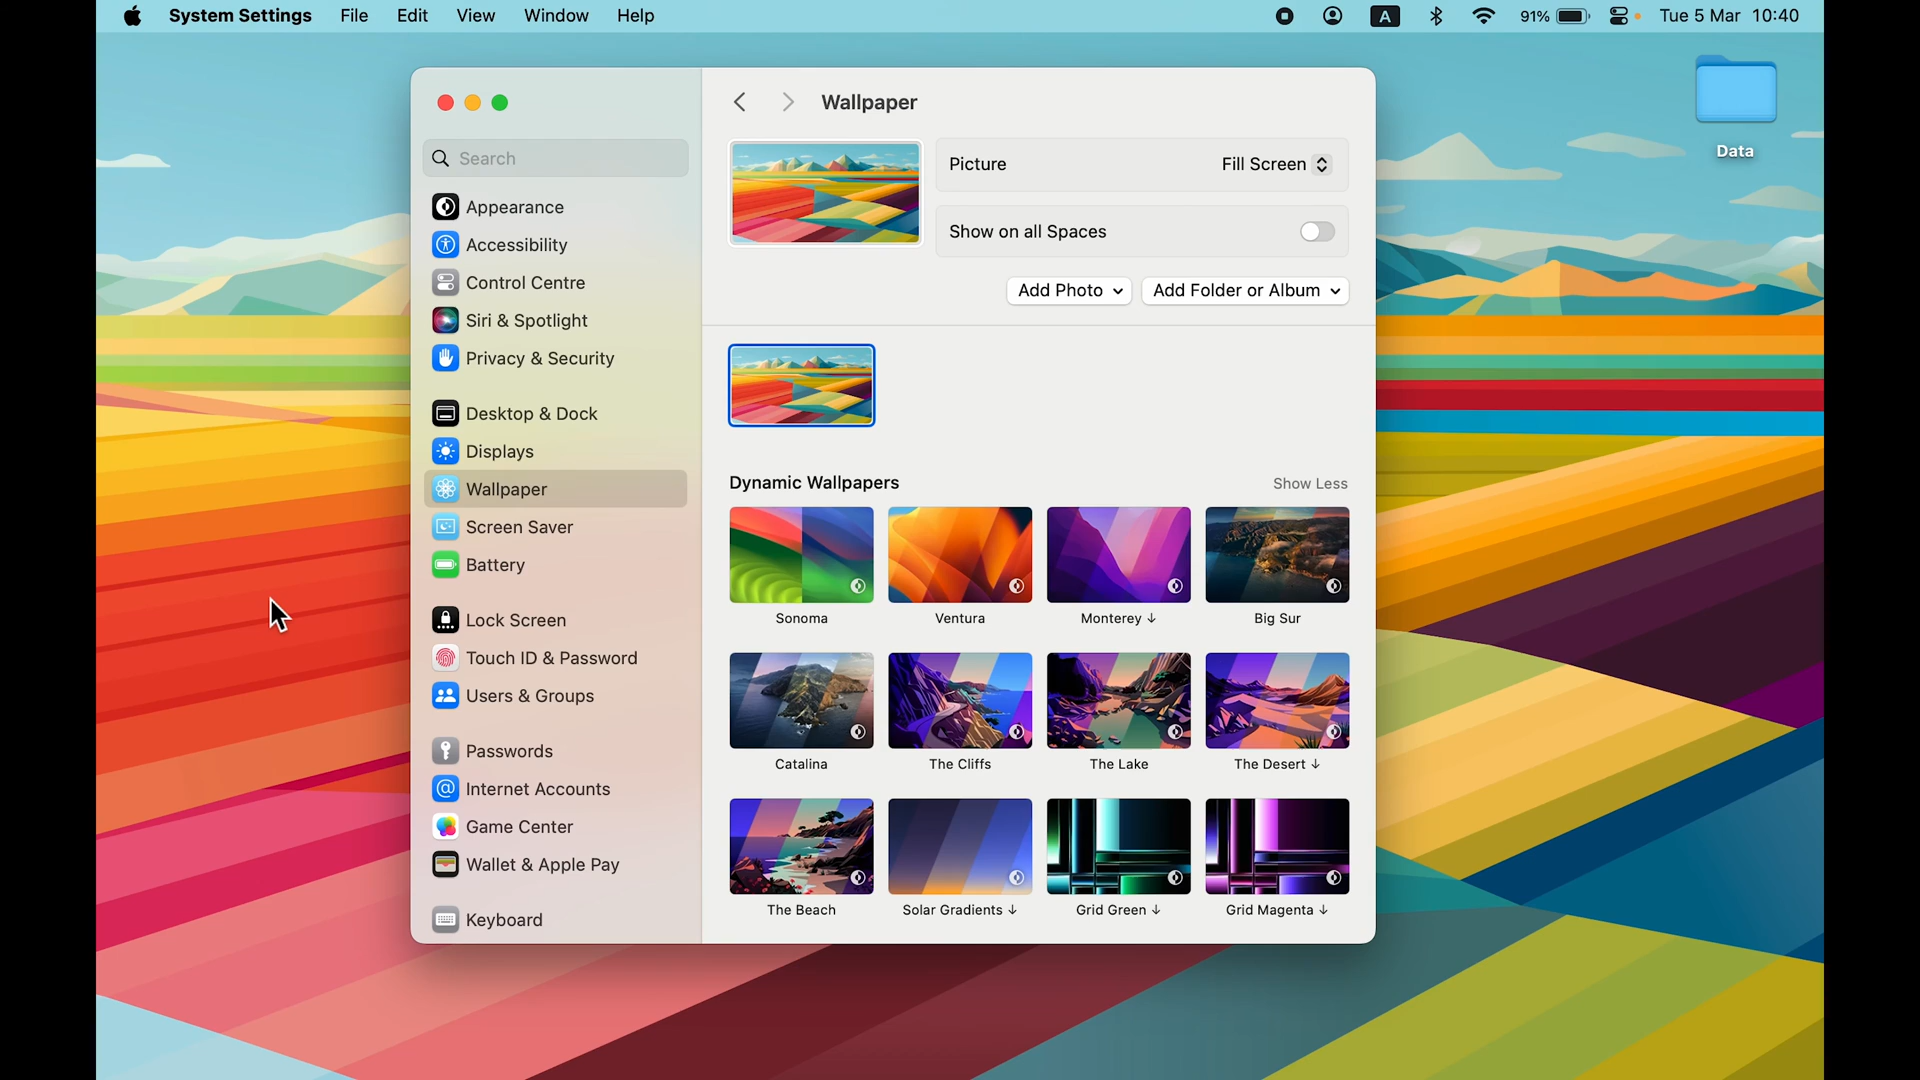 System Settings File Edit View Window Help A 91% Tue 5 Mar 10:40
Data
Wallpaper
Search
Appearance
Accessibility
Control Centre
Siri & Spotlight
Privacy & Security
Desktop & Dock
Displays
Wallpaper
Screen Saver
Battery
Lock Screen
Touch ID & Password
Users & Groups
Passwords
Internet Accounts
Game Center
Wallet & Apple Pay
Keyboard
Picture Fill Screen
Show on all Spaces
Add Photo Add Folder or Album
Dynamic Wallpapers Show Less
Sonoma Ventura Monterey ↓ Big Sur
Catalina The Cliffs The Lake The Desert ↓
The Beach Solar Gradients ↓ Grid Green ↓ Grid Magenta ↓